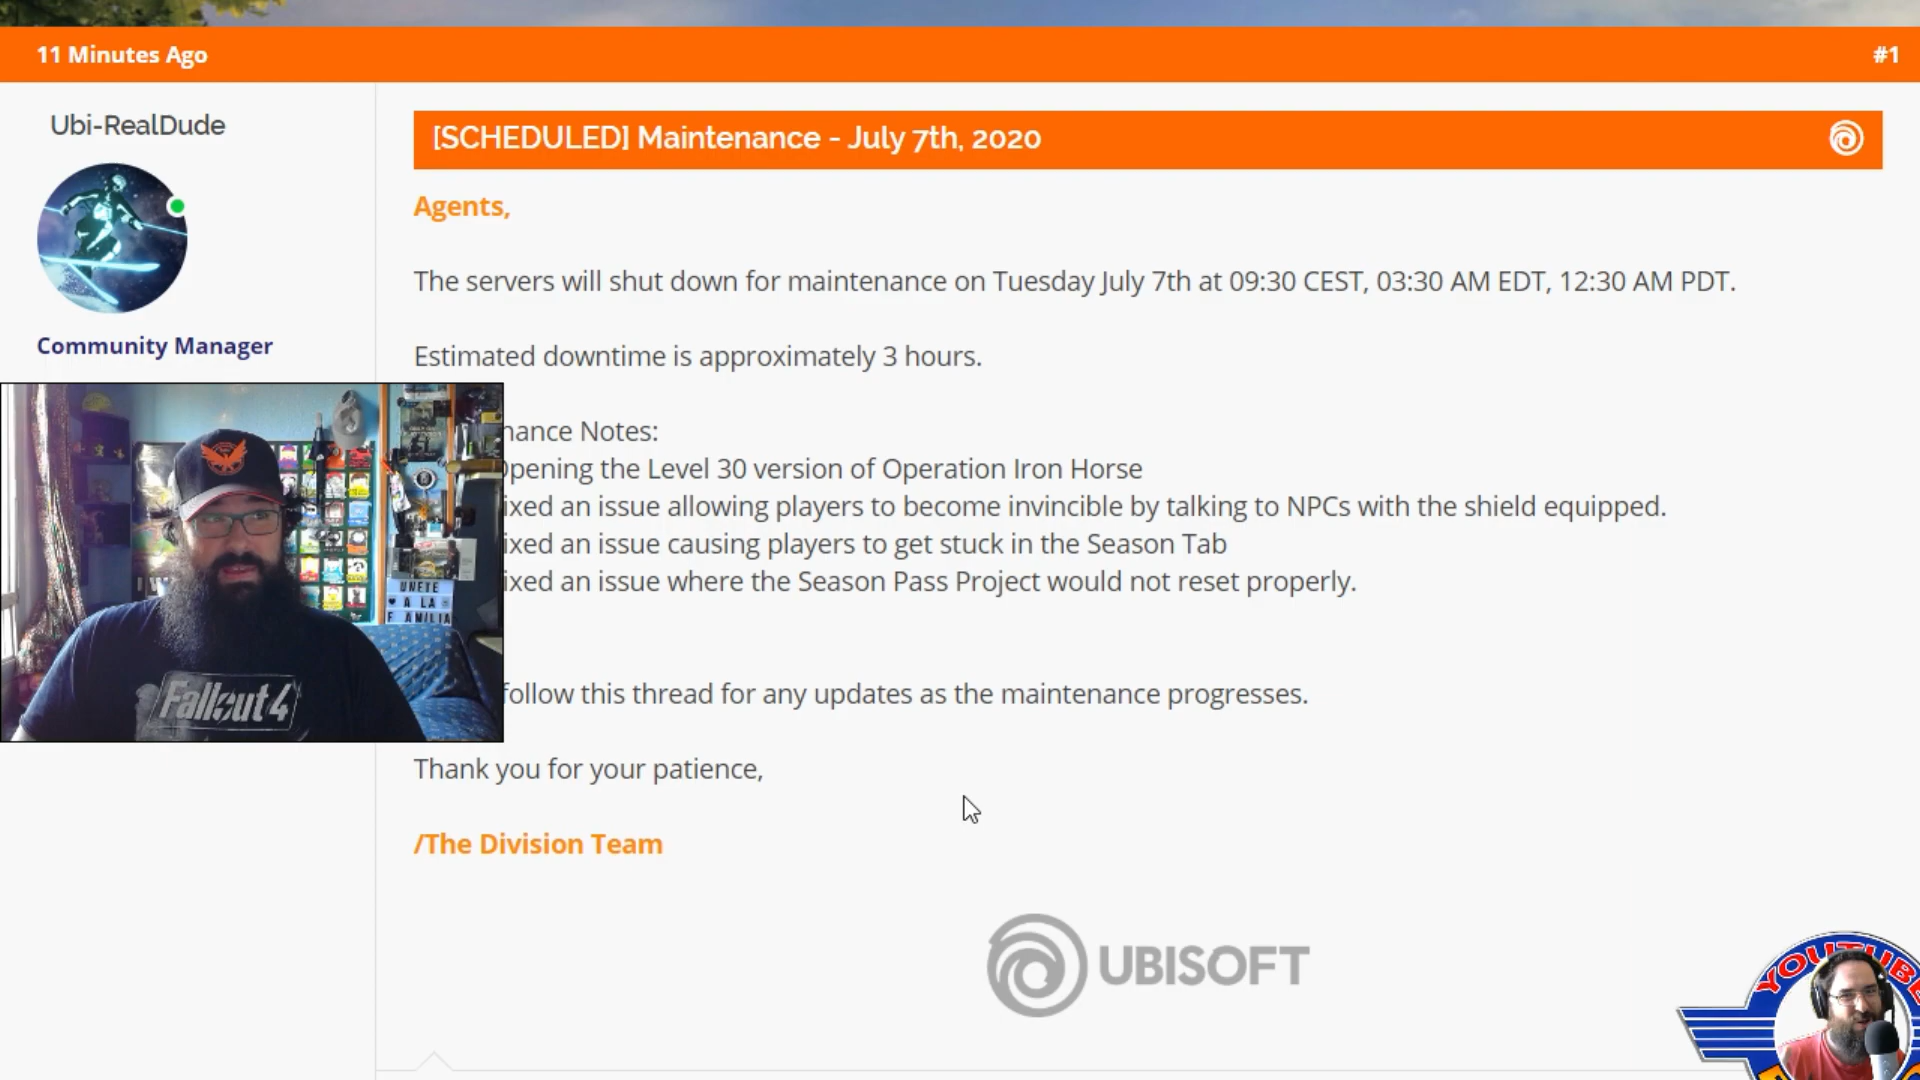 11 Minutes Ago
#1
Ubi-RealDude
Community Manager
[SCHEDULED] Maintenance - July 7th, 2020
Agents,
The servers will shut down for maintenance on Tuesday July 7th at 09:30 CEST, 03:30 AM EDT, 12:30 AM PDT.
Estimated downtime is approximately 3 hours.
nance Notes:
pening the Level 30 version of Operation Iron Horse
ixed an issue allowing players to become invincible by talking to NPCs with the shield equipped.
ixed an issue causing players to get stuck in the Season Tab
ixed an issue where the Season Pass Project would not reset properly.
follow this thread for any updates as the maintenance progresses.
Thank you for your patience,
/The Division Team
UBISOFT
UNETE
A LA
FAMILIA
Fallout 4
YOUTUBE